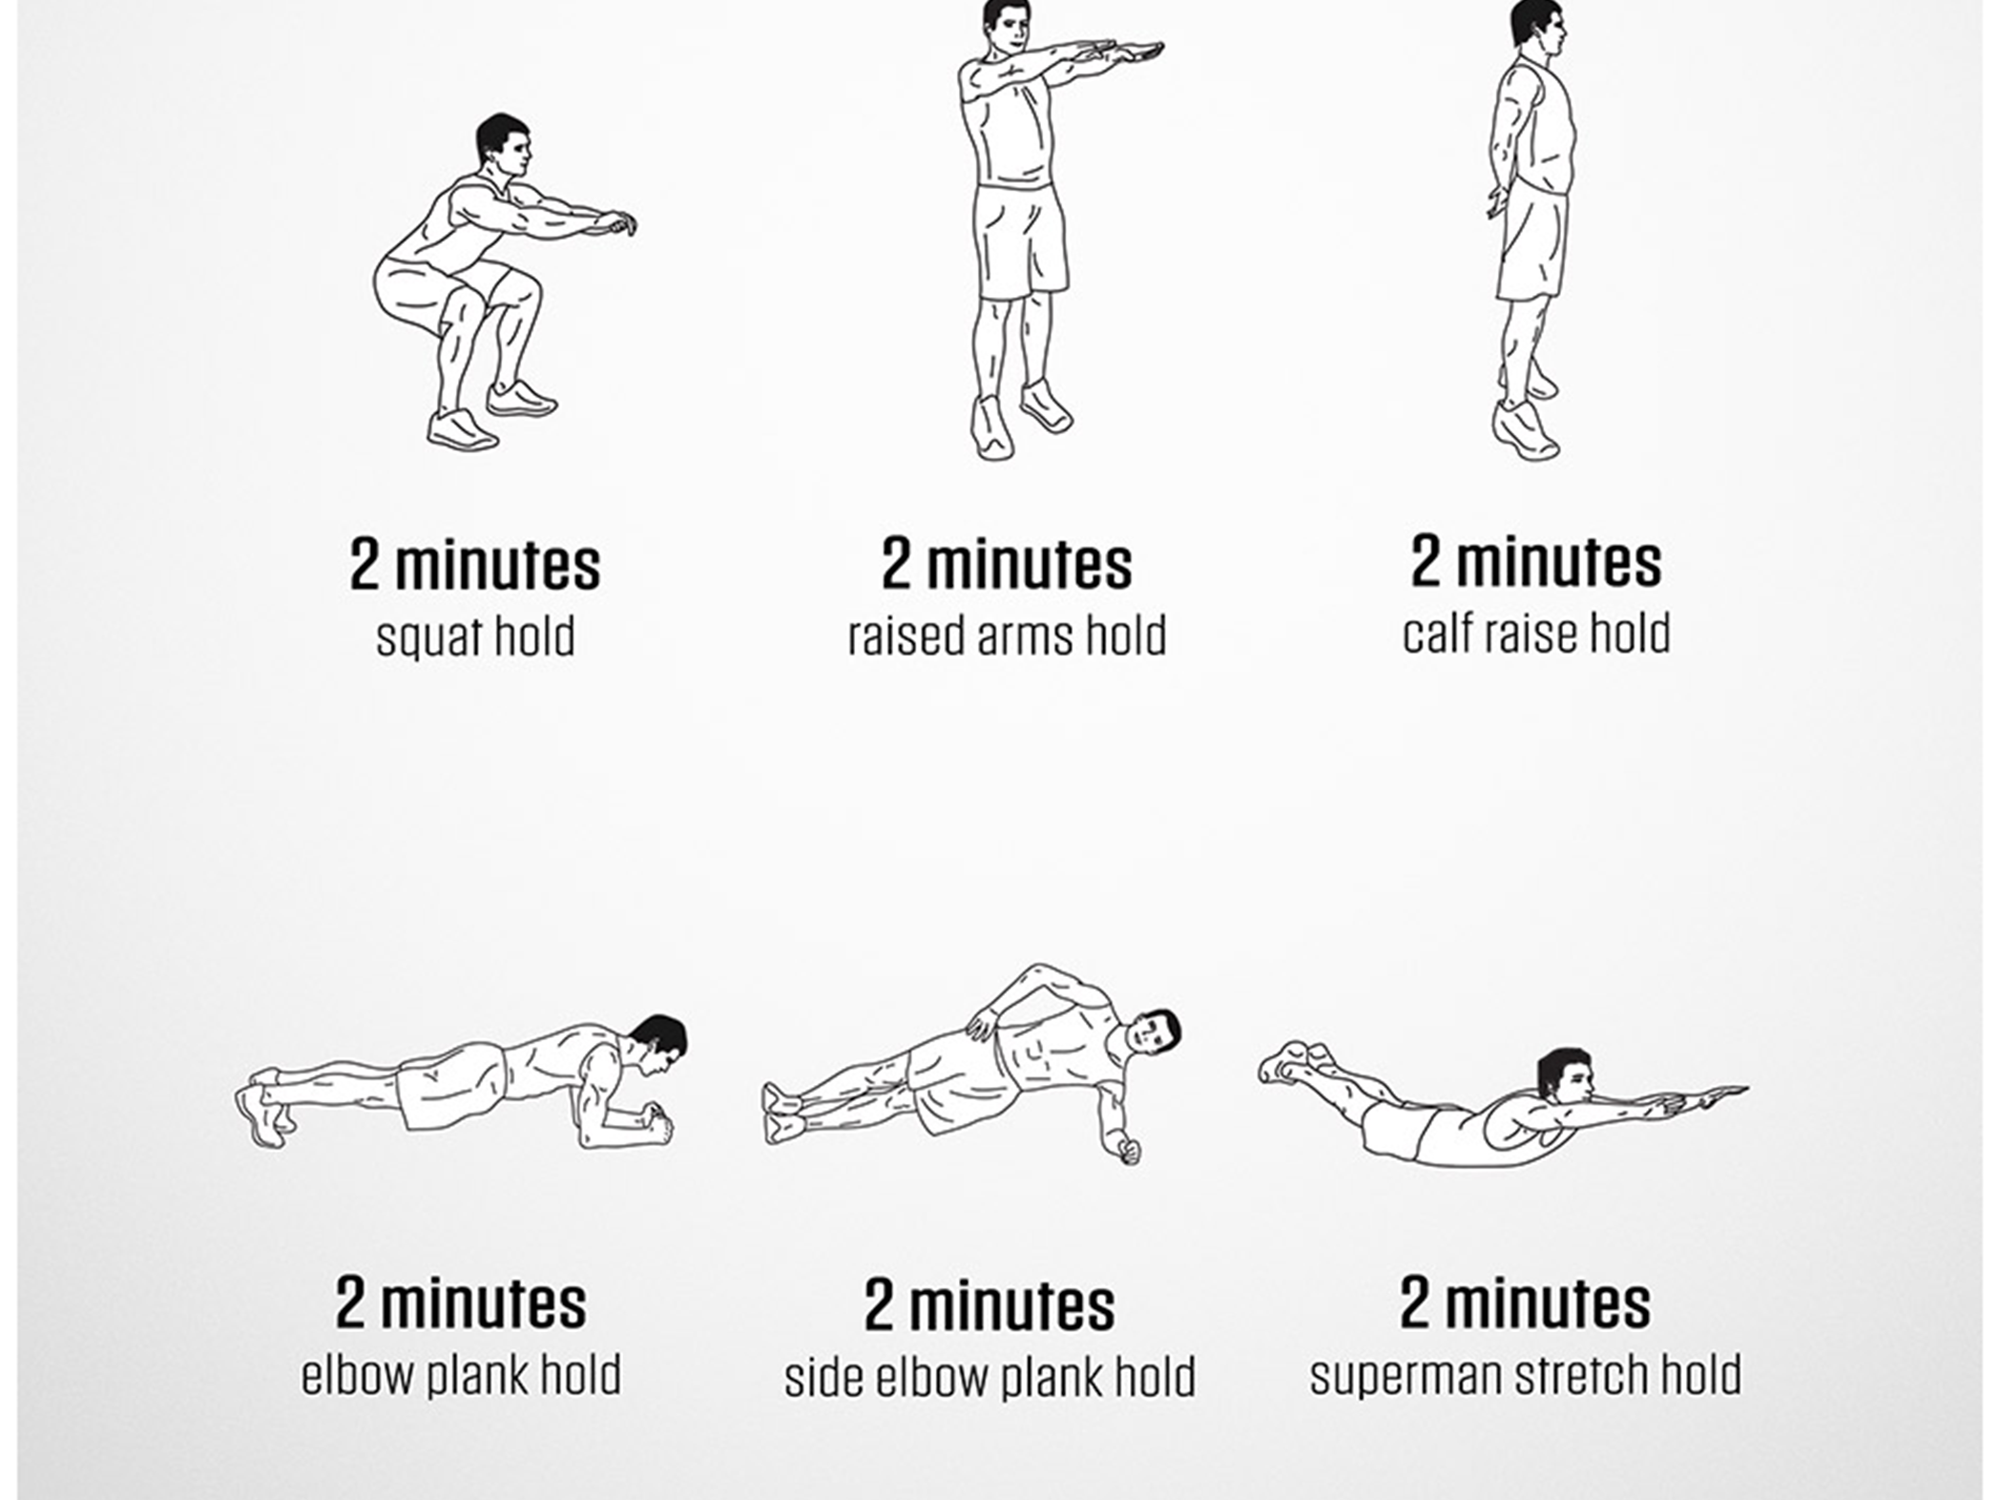 2 minutes
squat hold
2 minutes
raised arms hold
2 minutes
calf raise hold
2 minutes
elbow plank hold
2 minutes
side elbow plank hold
2 minutes
superman stretch hold